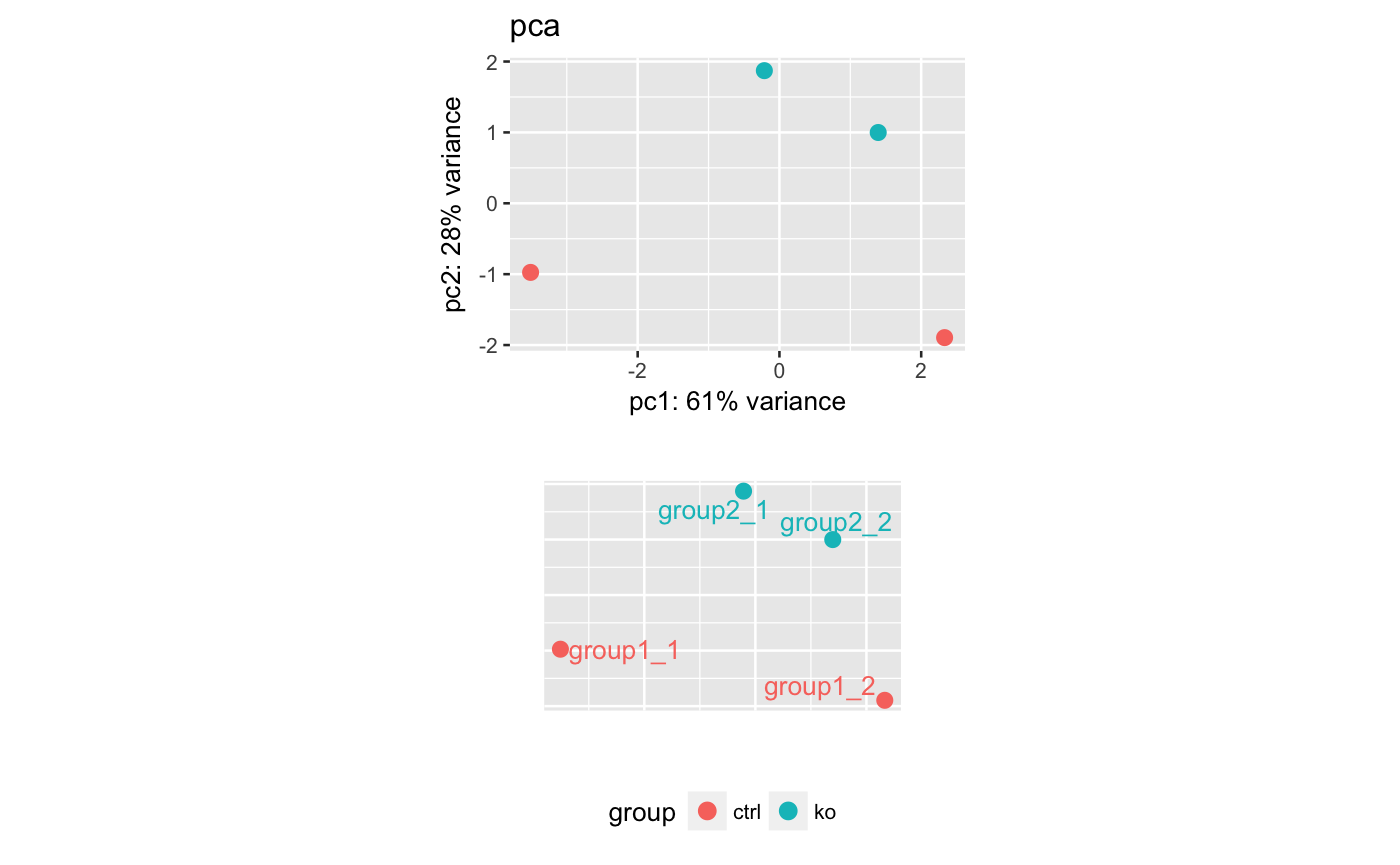 pca
pc2: 28% variance
2
1
0
-1
-2
-2 0 2
pc1: 61% variance
group2_1
group2_2
group1_1
group1_2
group ctrl ko